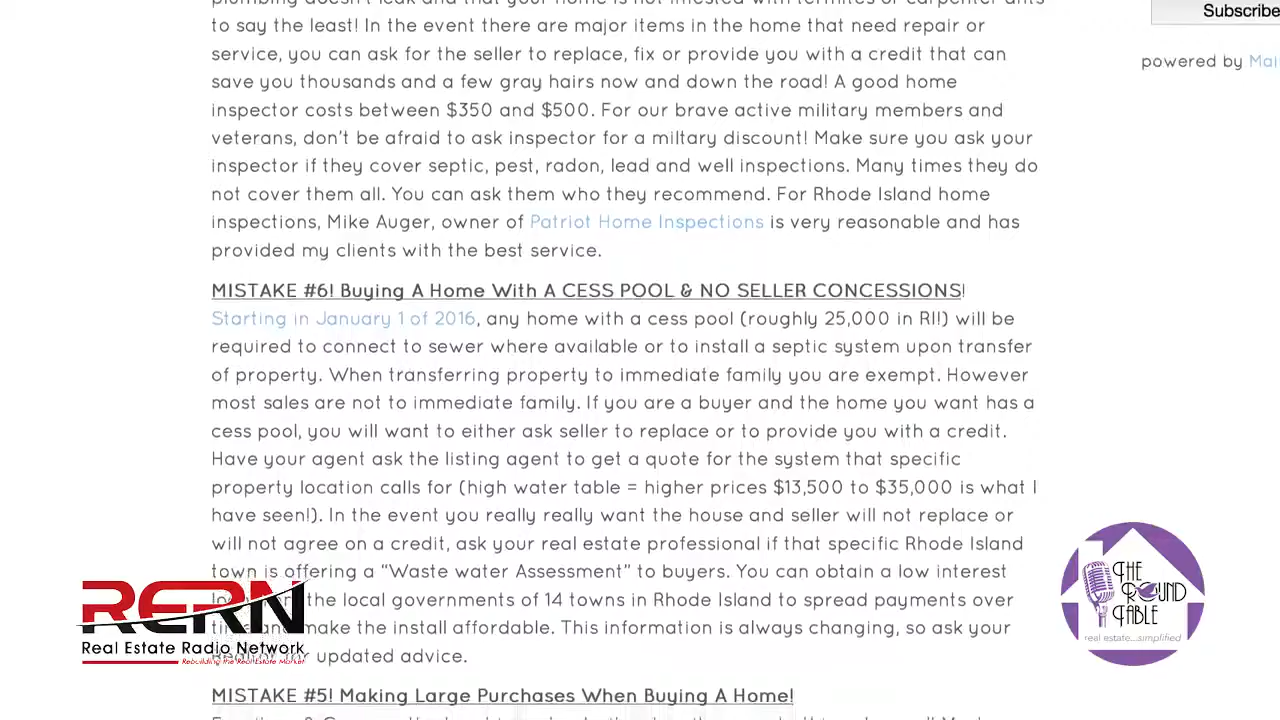 to say the least! In the event there are major items in the home that need repair or
service, you can ask for the seller to replace, fix or provide you with a credit that can
save you thousands and a few gray hairs now and down the road! A good home
inspector costs between $350 and $500. For our brave active military members and
veterans, don't be afraid to ask inspector for a miltary discount! Make sure you ask your
inspector if they cover septic, pest, radon, lead and well inspections. Many times they do
not cover them all. You can ask them who they recommend. For Rhode Island home
inspections, Mike Auger, owner of Patriot Home Inspections is very reasonable and has
provided my clients with the best service.
MISTAKE #6! Buying A Home With A CESS POOL & NO SELLER CONCESSIONS!
Starting in January 1 of 2016, any home with a cess pool (roughly 25,000 in RI!) will be
required to connect to sewer where available or to install a septic system upon transfer
of property. When transferring property to immediate family you are exempt. However
most sales are not to immediate family. If you are a buyer and the home you want has a
cess pool, you will want to either ask seller to replace or to provide you with a credit.
Have your agent ask the listing agent to get a quote for the system that specific
property location calls for (high water table = higher prices $13,500 to $35,000 is what I
have seen!). In the event you really really want the house and seller will not replace or
will not agree on a credit, ask your real estate professional if that specific Rhode Island
town is offering a “Waste water Assessment” to buyers. You can obtain a low interest
the local governments of 14 towns in Rhode Island to spread payments over
make the install affordable. This information is always changing, so ask your
updated advice.
MISTAKE #5! Making Large Purchases When Buying A Home!
Subscribe
powered by
RERN
Real Estate Radio Network
Rebuilding the Real Estate Market
THE
ROUND
TABLE
real estate...simplified